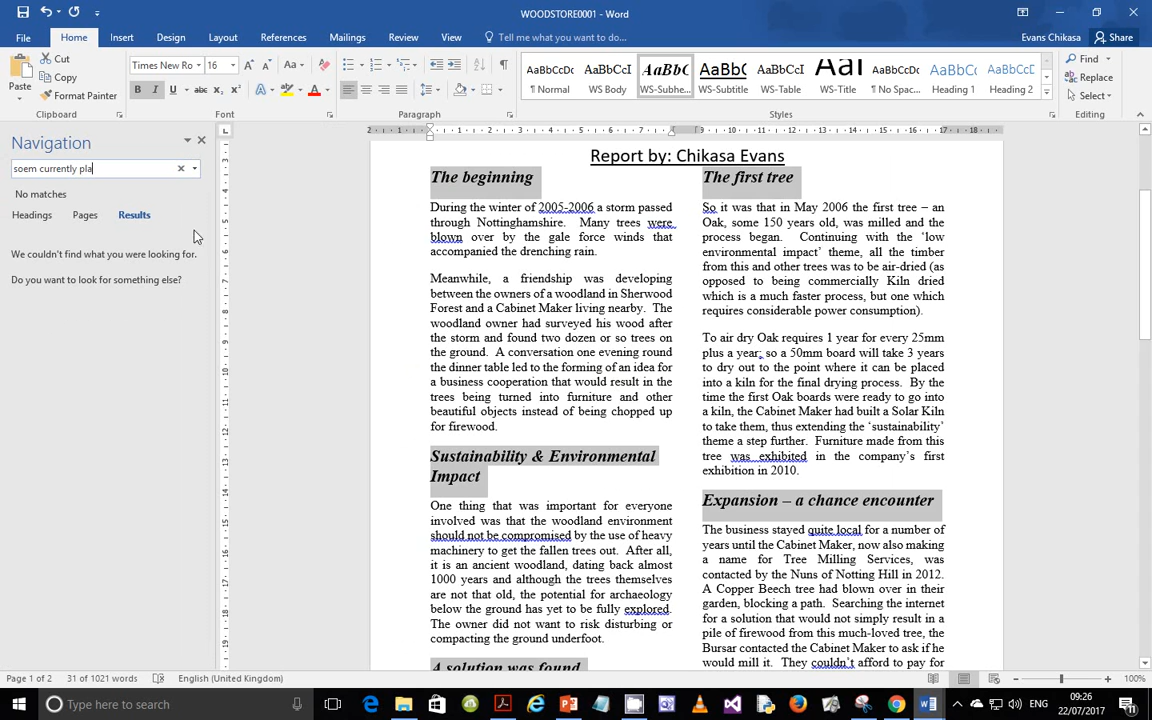 WOODSTORE0001 - Word
File
Home
Insert
Design
Layout
References
Mailings
Review
View
Tell me what you want to do...
Evans Chikasa
Share
Paste
Cut
Copy
Format Painter
Clipboard
Times New Ro
16
Aa
B I U abc X₂ X²
Font
Paragraph
AaBbCcDc
¶ Normal
AaBbCcI
WS Body
AaBbC
WS-Subhe...
AaBbC
WS-Subtitle
AaBbCcI
WS-Table
AaI
WS-Title
AaBbCcDc
¶ No Spac...
AaBbC
Heading 1
AaBbCc
Heading 2
Styles
Find
Replace
Select
Editing
Navigation
soem currently pla
No matches
Headings
Pages
Results
We couldn't find what you were looking for.
Do you want to look for something else?
Report by: Chikasa Evans
The beginning
During the winter of 2005-2006 a storm passed
through Nottinghamshire. Many trees were
blown over by the gale force winds that
accompanied the drenching rain.
Meanwhile, a friendship was developing
between the owners of a woodland in Sherwood
Forest and a Cabinet Maker living nearby. The
woodland owner had surveyed his wood after
the storm and found two dozen or so trees on
the ground. A conversation one evening round
the dinner table led to the forming of an idea for
a business cooperation that would result in the
trees being turned into furniture and other
beautiful objects instead of being chopped up
for firewood.
Sustainability & Environmental
Impact
One thing that was important for everyone
involved was that the woodland environment
should not be compromised by the use of heavy
machinery to get the fallen trees out. After all,
it is an ancient woodland, dating back almost
1000 years and although the trees themselves
are not that old, the potential for archaeology
below the ground has yet to be fully explored.
The owner did not want to risk disturbing or
compacting the ground underfoot.
A solution was found
The first tree
So it was that in May 2006 the first tree – an
Oak, some 150 years old, was milled and the
process began. Continuing with the ‘low
environmental impact’ theme, all the timber
from this and other trees was to be air-dried (as
opposed to being commercially Kiln dried
which is a much faster process, but one which
requires considerable power consumption).
To air dry Oak requires 1 year for every 25mm
plus a year; so a 50mm board will take 3 years
to dry out to the point where it can be placed
into a kiln for the final drying process. By the
time the first Oak boards were ready to go into
a kiln, the Cabinet Maker had built a Solar Kiln
to take them, thus extending the ‘sustainability’
theme a step further. Furniture made from this
tree was exhibited in the company’s first
exhibition in 2010.
Expansion – a chance encounter
The business stayed quite local for a number of
years until the Cabinet Maker, now also making
a name for Tree Milling Services, was
contacted by the Nuns of Notting Hill in 2012.
A Copper Beech tree had blown over in their
garden, blocking a path. Searching the internet
for a solution that would not simply result in a
pile of firewood from this much-loved tree, the
Bursar contacted the Cabinet Maker to ask if he
would mill it. They couldn’t afford to pay for
Page 1 of 2
31 of 1021 words
English (United Kingdom)
100%
Type here to search
ENG
09:26
22/07/2017